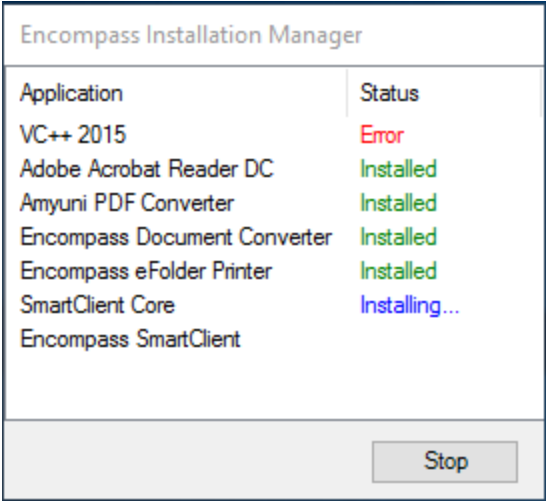 Encompass Installation Manager
Application Status
VC++ 2015 Error
Adobe Acrobat Reader DC Installed
Amyuni PDF Converter Installed
Encompass Document Converter Installed
Encompass eFolder Printer Installed
SmartClient Core Installing...
Encompass SmartClient
Stop